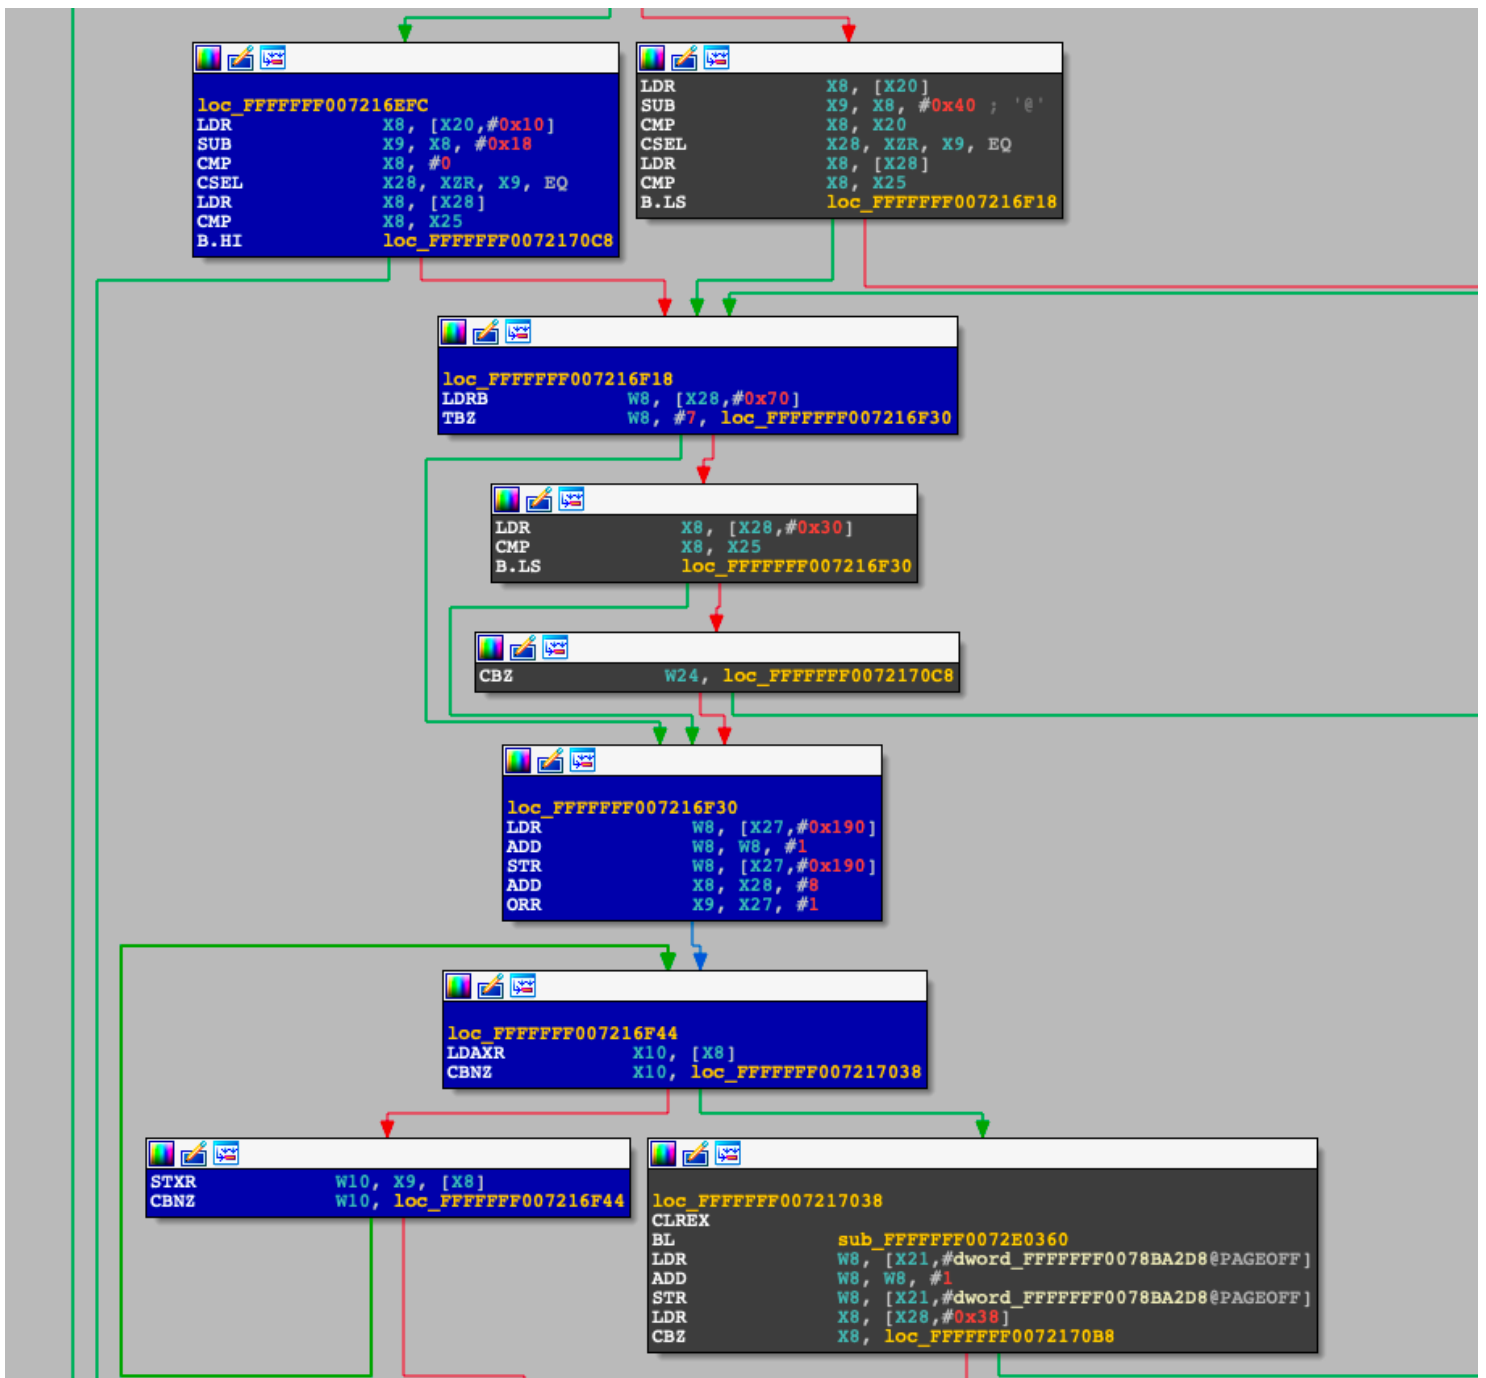 loc_FFFFFFF007216EFC
LDR X8, [X20,#0x10]
SUB X9, X8, #0x18
CMP X8, #0
CSEL X28, XZR, X9, EQ
LDR X8, [X28]
CMP X8, X25
B.HI loc_FFFFFFF0072170C8
LDR X8, [X20]
SUB X9, X8, #0x40 ; '@'
CMP X8, X20
CSEL X28, XZR, X9, EQ
LDR X8, [X28]
CMP X8, X25
B.LS loc_FFFFFFF007216F18
loc_FFFFFFF007216F18
LDRB W8, [X28,#0x70]
TBZ W8, #7, loc_FFFFFFF007216F30
LDR X8, [X28,#0x30]
CMP X8, X25
B.LS loc_FFFFFFF007216F30
CBZ W24, loc_FFFFFFF0072170C8
loc_FFFFFFF007216F30
LDR W8, [X27,#0x190]
ADD W8, W8, #1
STR W8, [X27,#0x190]
ADD X8, X28, #8
ORR X9, X27, #1
loc_FFFFFFF007216F44
LDAXR X10, [X8]
CBNZ X10, loc_FFFFFFF007217038
STXR W10, X9, [X8]
CBNZ W10, loc_FFFFFFF007216F44
loc_FFFFFFF007217038
CLREX
BL sub_FFFFFFF0072E0360
LDR W8, [X21,#dword_FFFFFFF0078BA2D8@PAGEOFF]
ADD W8, W8, #1
STR W8, [X21,#dword_FFFFFFF0078BA2D8@PAGEOFF]
LDR X8, [X28,#0x38]
CBZ X8, loc_FFFFFFF0072170B8